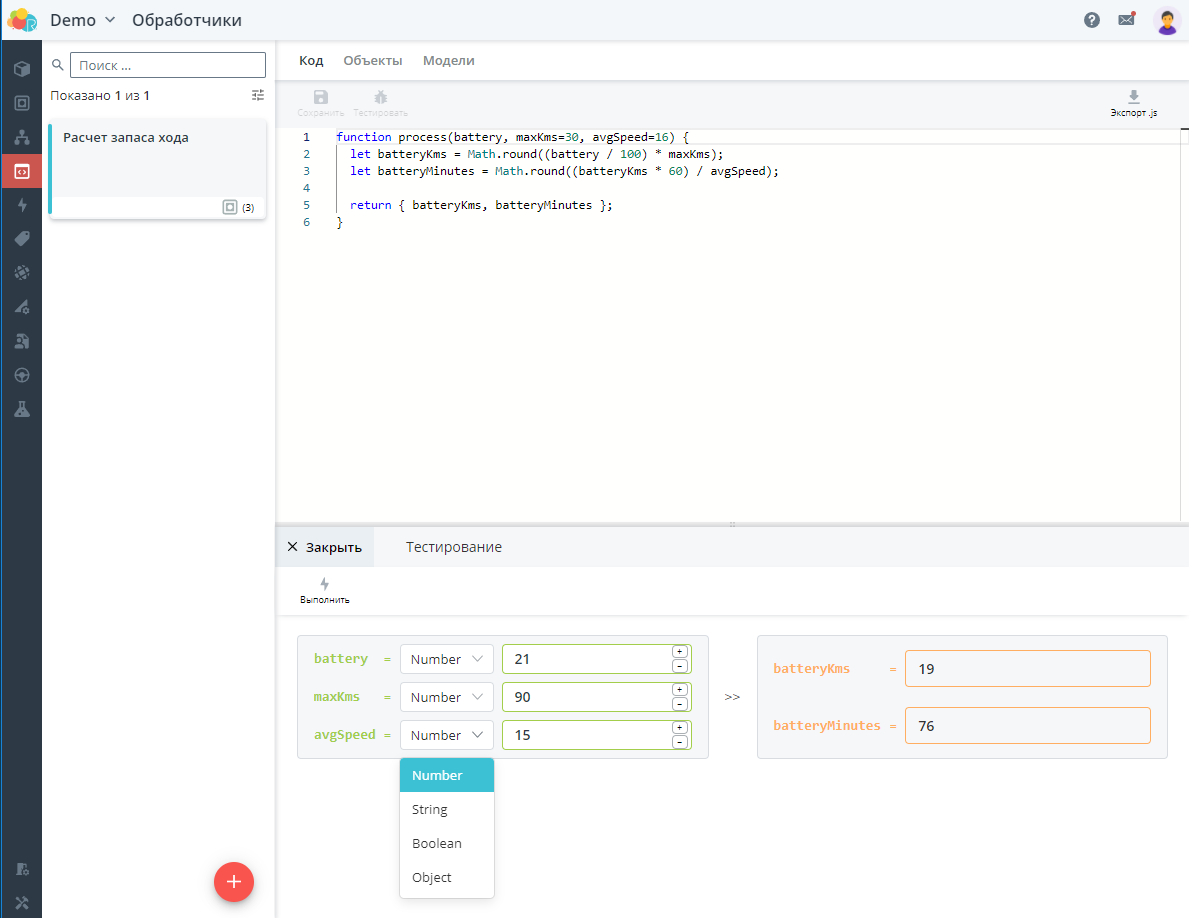 Demo Обработчики
Поиск ...
Показано 1 из 1
Расчет запаса хода
(3)
Код Объекты Модели
Сохранить Тестировать Экспорт .js
1 function process(battery, maxKms=30, avgSpeed=16) {
2 let batteryKms = Math.round((battery / 100) * maxKms);
3 let batteryMinutes = Math.round((batteryKms * 60) / avgSpeed);
4
5 return { batteryKms, batteryMinutes };
6 }
Закрыть Тестирование
Выполнить
battery = Number 21
maxKms = Number 90
avgSpeed = Number 15
>>
batteryKms = 19
batteryMinutes = 76
Number
String
Boolean
Object